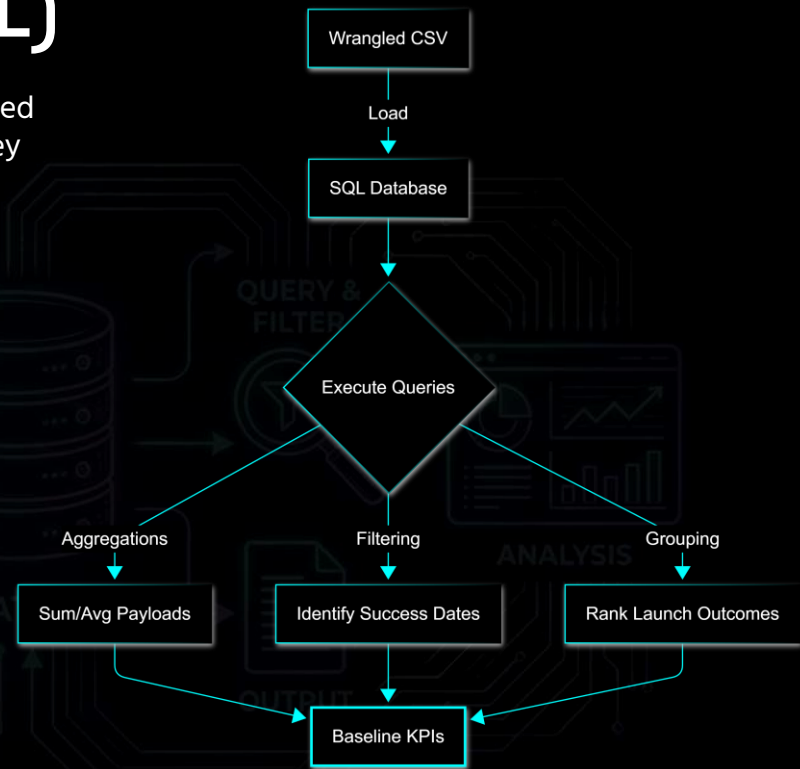 L)
ed
ey
Wrangled CSV
Load
SQL Database
QUERY &
FILTER
Execute Queries
Aggregations
Filtering
Grouping
ANALYSIS
Sum/Avg Payloads
Identify Success Dates
Rank Launch Outcomes
OUTPUT
Baseline KPIs